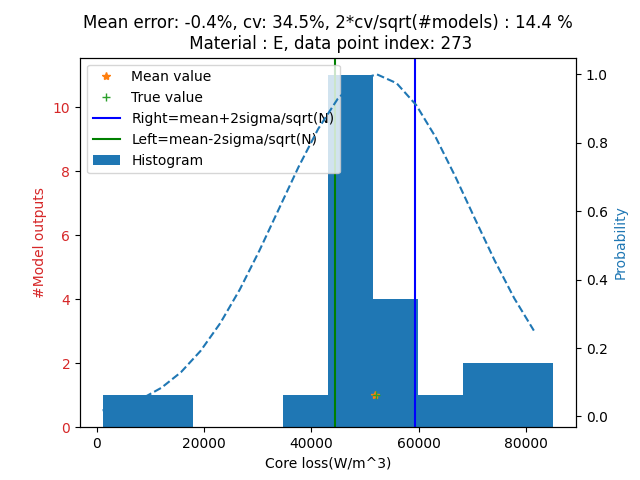 Mean error: -0.4%, cv: 34.5%, 2*cv/sqrt(#models) : 14.4 %
Material : E, data point index: 273
Mean value
True value
Right=mean+2sigma/sqrt(N)
Left=mean-2sigma/sqrt(N)
Histogram
#Model outputs
0
2
4
6
8
10
Probability
0.0
0.2
0.4
0.6
0.8
1.0
0
20000
40000
60000
80000
Core loss(W/m^3)